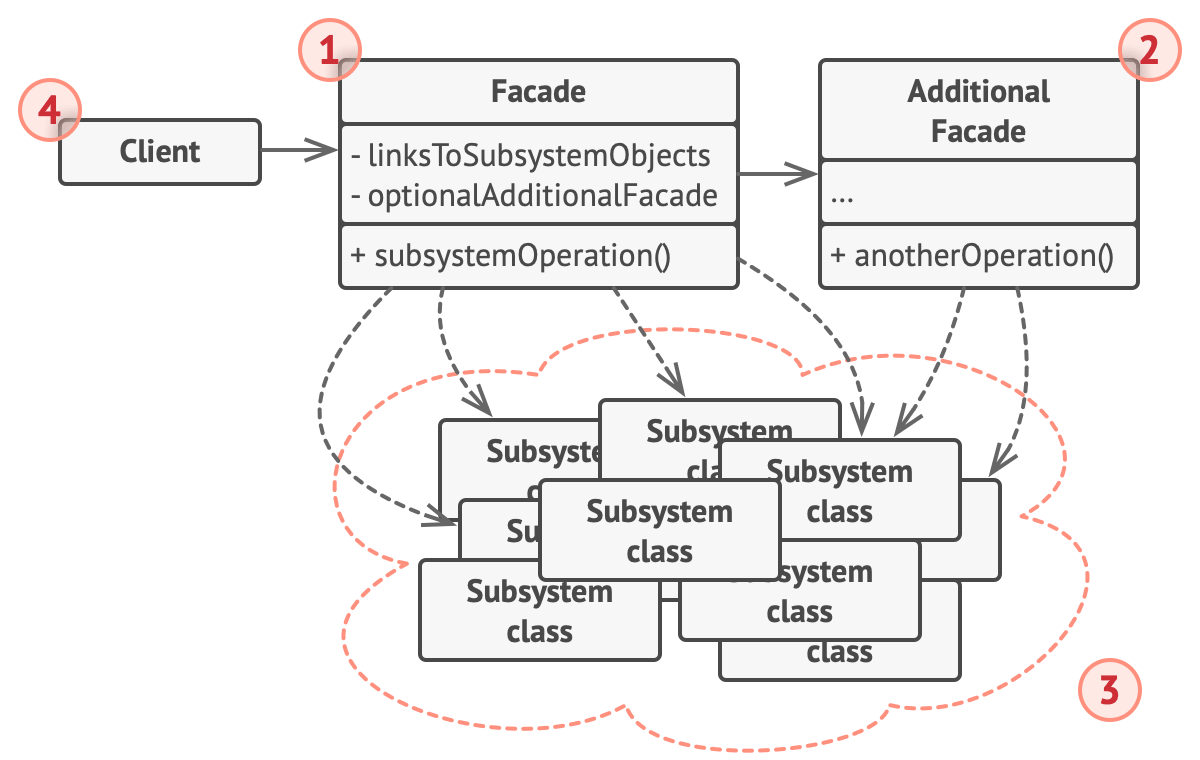 1
Facade
- linksToSubsystemObjects
- optionalAdditionalFacade
+ subsystemOperation()
2
Additional
Facade
...
+ anotherOperation()
4
Client
Subsystem
class
Subsystem
class
Subsystem
class
Subsystem
class
class
3